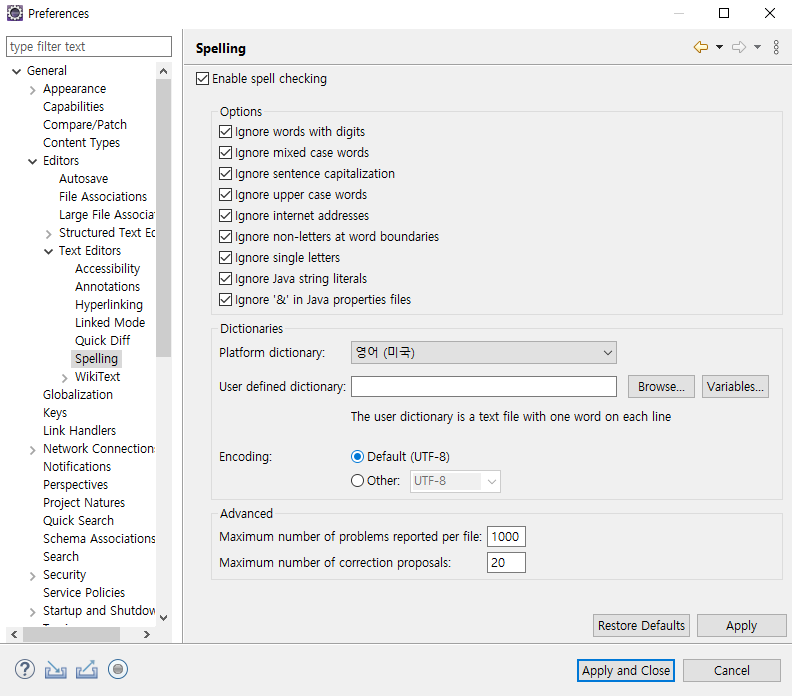 Preferences
type filter text
General
Appearance
Capabilities
Compare/Patch
Content Types
Editors
Autosave
File Associations
Large File Associa
Structured Text Ec
Text Editors
Accessibility
Annotations
Hyperlinking
Linked Mode
Quick Diff
Spelling
WikiText
Globalization
Keys
Link Handlers
Network Connection
Notifications
Perspectives
Project Natures
Quick Search
Schema Associations
Search
Security
Service Policies
Startup and Shutdow
Spelling
Enable spell checking
Options
Ignore words with digits
Ignore mixed case words
Ignore sentence capitalization
Ignore upper case words
Ignore internet addresses
Ignore non-letters at word boundaries
Ignore single letters
Ignore Java string literals
Ignore '&' in Java properties files
Dictionaries
Platform dictionary: 영어 (미국)
User defined dictionary: Browse... Variables...
The user dictionary is a text file with one word on each line
Encoding: Default (UTF-8)
Other: UTF-8
Advanced
Maximum number of problems reported per file: 1000
Maximum number of correction proposals: 20
Restore Defaults Apply
Apply and Close Cancel